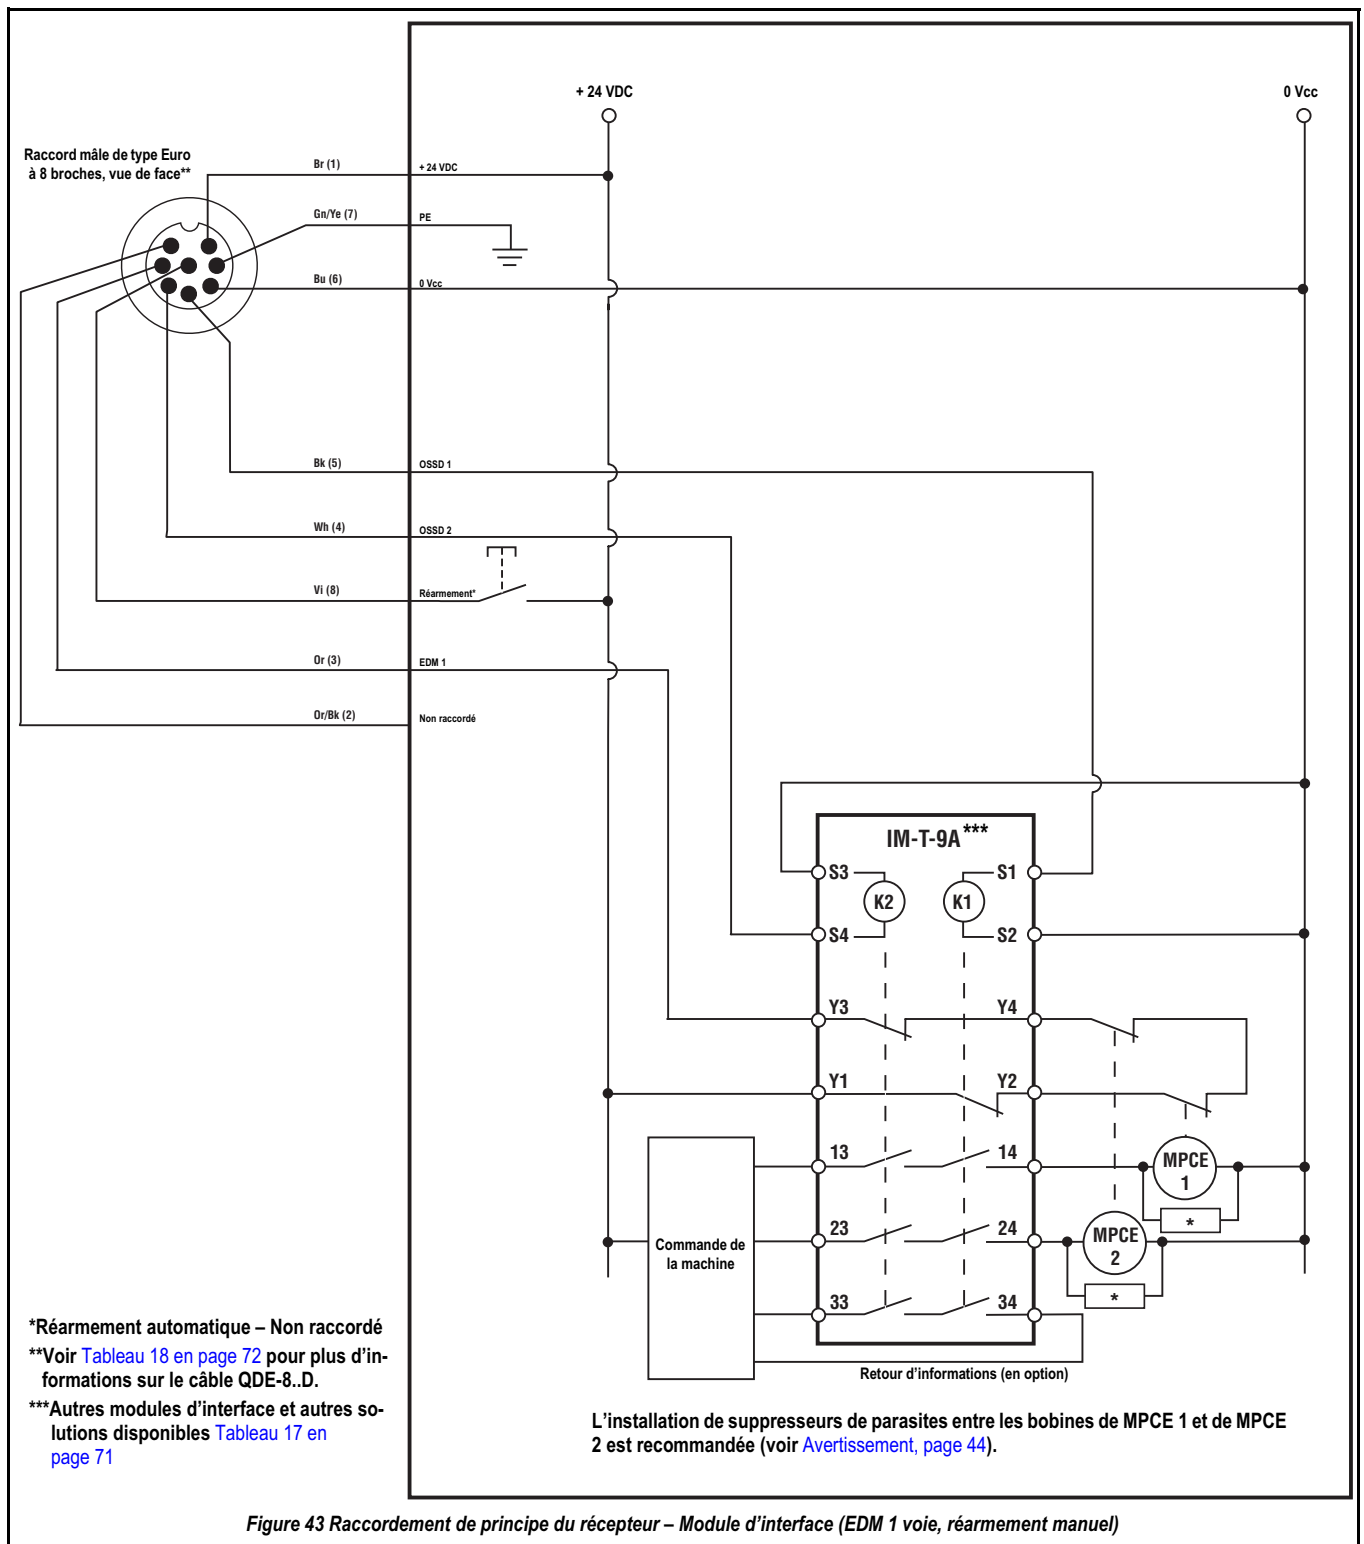 + 24 VDC
0 Vcc
Raccord mâle de type Euro
à 8 broches, vue de face**
Br (1)
+ 24 VDC
Gn/Ye (7)
PE
Bu (6)
0 Vcc
Bk (5)
OSSD 1
Wh (4)
OSSD 2
Vi (8)
Réarmement*
Or (3)
EDM 1
Or/Bk (2)
Non raccordé
IM-T-9A***
S3
S1
K2
K1
S4
S2
Y3
Y4
Y1
Y2
13
14
MPCE
1
*
23
24
MPCE
2
*
Commande de
la machine
33
34
Retour d'informations (en option)
*Réarmement automatique – Non raccordé
**Voir Tableau 18 en page 72 pour plus d'in-
formations sur le câble QDE-8..D.
***Autres modules d'interface et autres so-
lutions disponibles Tableau 17 en
page 71
L'installation de suppresseurs de parasites entre les bobines de MPCE 1 et de MPCE
2 est recommandée (voir Avertissement, page 44).
Figure 43 Raccordement de principe du récepteur – Module d'interface (EDM 1 voie, réarmement manuel)